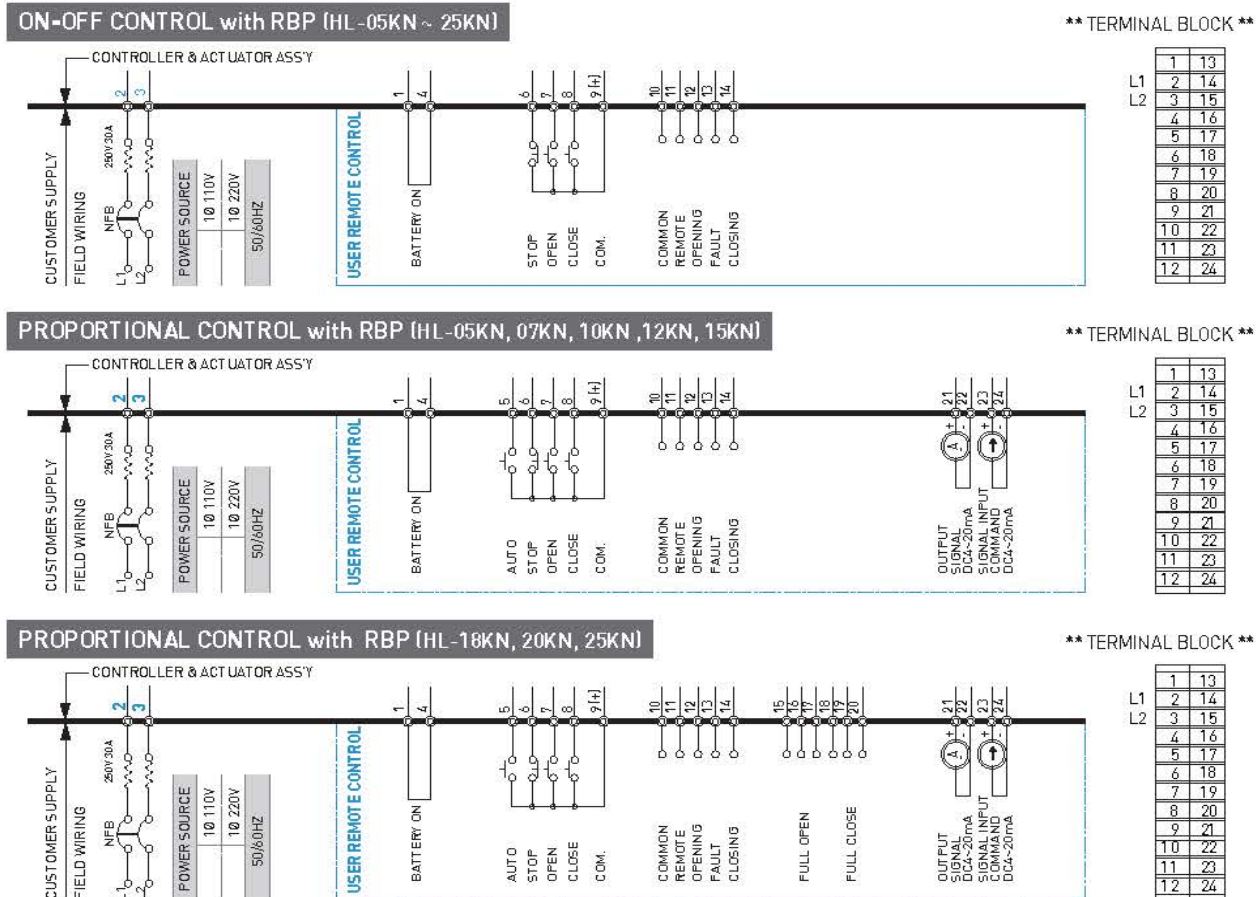 ON-OFF CONTROL with RBP (HL-05KN ~ 25KN)
** TERMINAL BLOCK **
CONTROLLER & ACTUATOR ASS'Y
2 3 1 4 6 7 8 9 (+) 10 11 12 13 14
CUSTOMER SUPPLY
FIELD WIRING
250V 30A
NFB
L1
L2
POWER SOURCE
1Ø 110V
1Ø 220V
50/60HZ
USER REMOTE CONTROL
BATTERY ON
STOP
OPEN
CLOSE
COM.
COMMON
REMOTE
OPENING
FAULT
CLOSING
1 13
L1 2 14
L2 3 15
4 16
5 17
6 18
7 19
8 20
9 21
10 22
11 23
12 24
PROPORTIONAL CONTROL with RBP (HL-05KN, 07KN, 10KN ,12KN, 15KN)
** TERMINAL BLOCK **
CONTROLLER & ACTUATOR ASS'Y
2 3 1 4 5 6 7 8 9 (+) 10 11 12 13 14 21 22 23 24
CUSTOMER SUPPLY
FIELD WIRING
250V 30A
NFB
L1
L2
POWER SOURCE
1Ø 110V
1Ø 220V
50/60HZ
USER REMOTE CONTROL
BATTERY ON
AUTO
STOP
OPEN
CLOSE
COM.
COMMON
REMOTE
OPENING
FAULT
CLOSING
+ - + -
A
OUTPUT
SIGNAL
DC4~20mA
SIGNAL INPUT
COMMAND
DC4~20mA
1 13
L1 2 14
L2 3 15
4 16
5 17
6 18
7 19
8 20
9 21
10 22
11 23
12 24
PROPORTIONAL CONTROL with RBP (HL-18KN, 20KN, 25KN)
** TERMINAL BLOCK **
CONTROLLER & ACTUATOR ASS'Y
2 3 1 4 5 6 7 8 9 (+) 10 11 12 13 14 15 16 17 18 19 20 21 22 23 24
CUSTOMER SUPPLY
FIELD WIRING
250V 30A
NFB
POWER SOURCE
1Ø 110V
1Ø 220V
50/60HZ
USER REMOTE CONTROL
BATTERY ON
AUTO
STOP
OPEN
CLOSE
COM.
COMMON
REMOTE
OPENING
FAULT
CLOSING
FULL OPEN
FULL CLOSE
+ - + -
A
OUTPUT
SIGNAL
DC4~20mA
SIGNAL INPUT
COMMAND
DC4~20mA
1 13
L1 2 14
L2 3 15
4 16
5 17
6 18
7 19
8 20
9 21
10 22
11 23
12 24